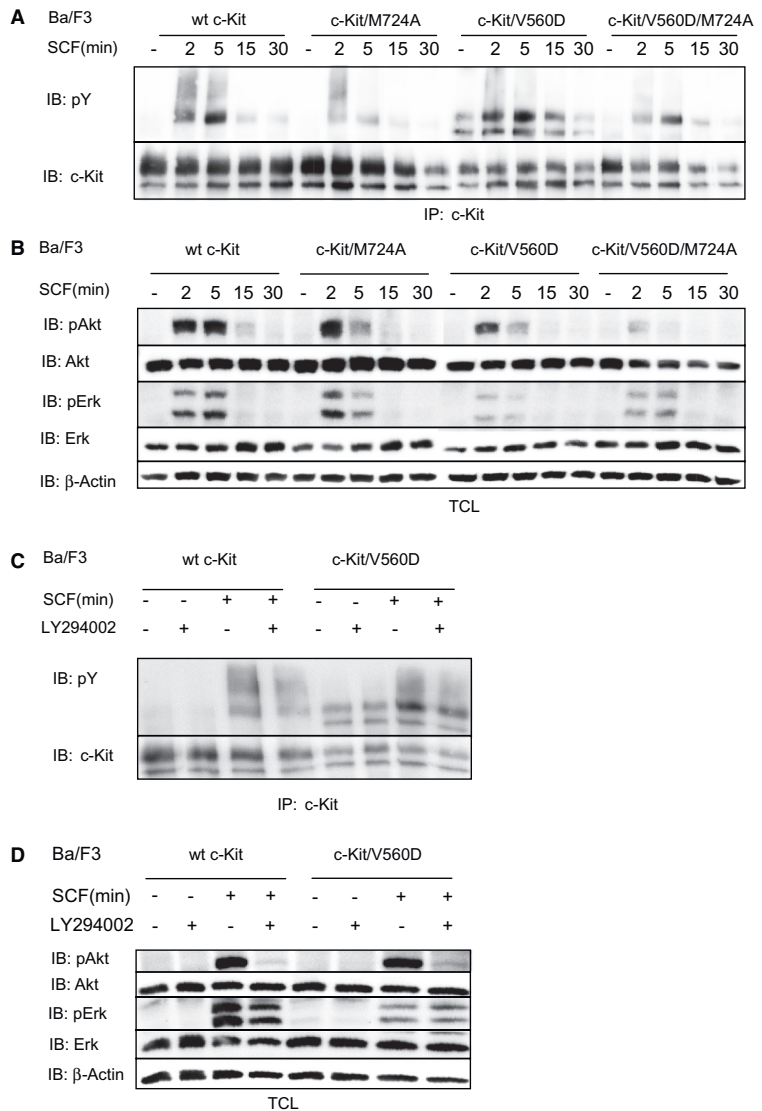 A Ba/F3 wt c-Kit c-Kit/M724A c-Kit/V560D c-Kit/V560D/M724A
SCF(min) - 2 5 15 30 - 2 5 15 30 - 2 5 15 30 - 2 5 15 30
IB: pY
IB: c-Kit
IP: c-Kit
B Ba/F3 wt c-Kit c-Kit/M724A c-Kit/V560D c-Kit/V560D/M724A
SCF(min) - 2 5 15 30 - 2 5 15 30 - 2 5 15 30 - 2 5 15 30
IB: pAkt
IB: Akt
IB: pErk
IB: Erk
IB: β-Actin
TCL
C Ba/F3 wt c-Kit c-Kit/V560D
SCF(min) - - + + - - + +
LY294002 - + - + - + - +
IB: pY
IB: c-Kit
IP: c-Kit
D Ba/F3 wt c-Kit c-Kit/V560D
SCF(min) - - + + - - + +
LY294002 - + - + - + - +
IB: pAkt
IB: Akt
IB: pErk
IB: Erk
IB: β-Actin
TCL